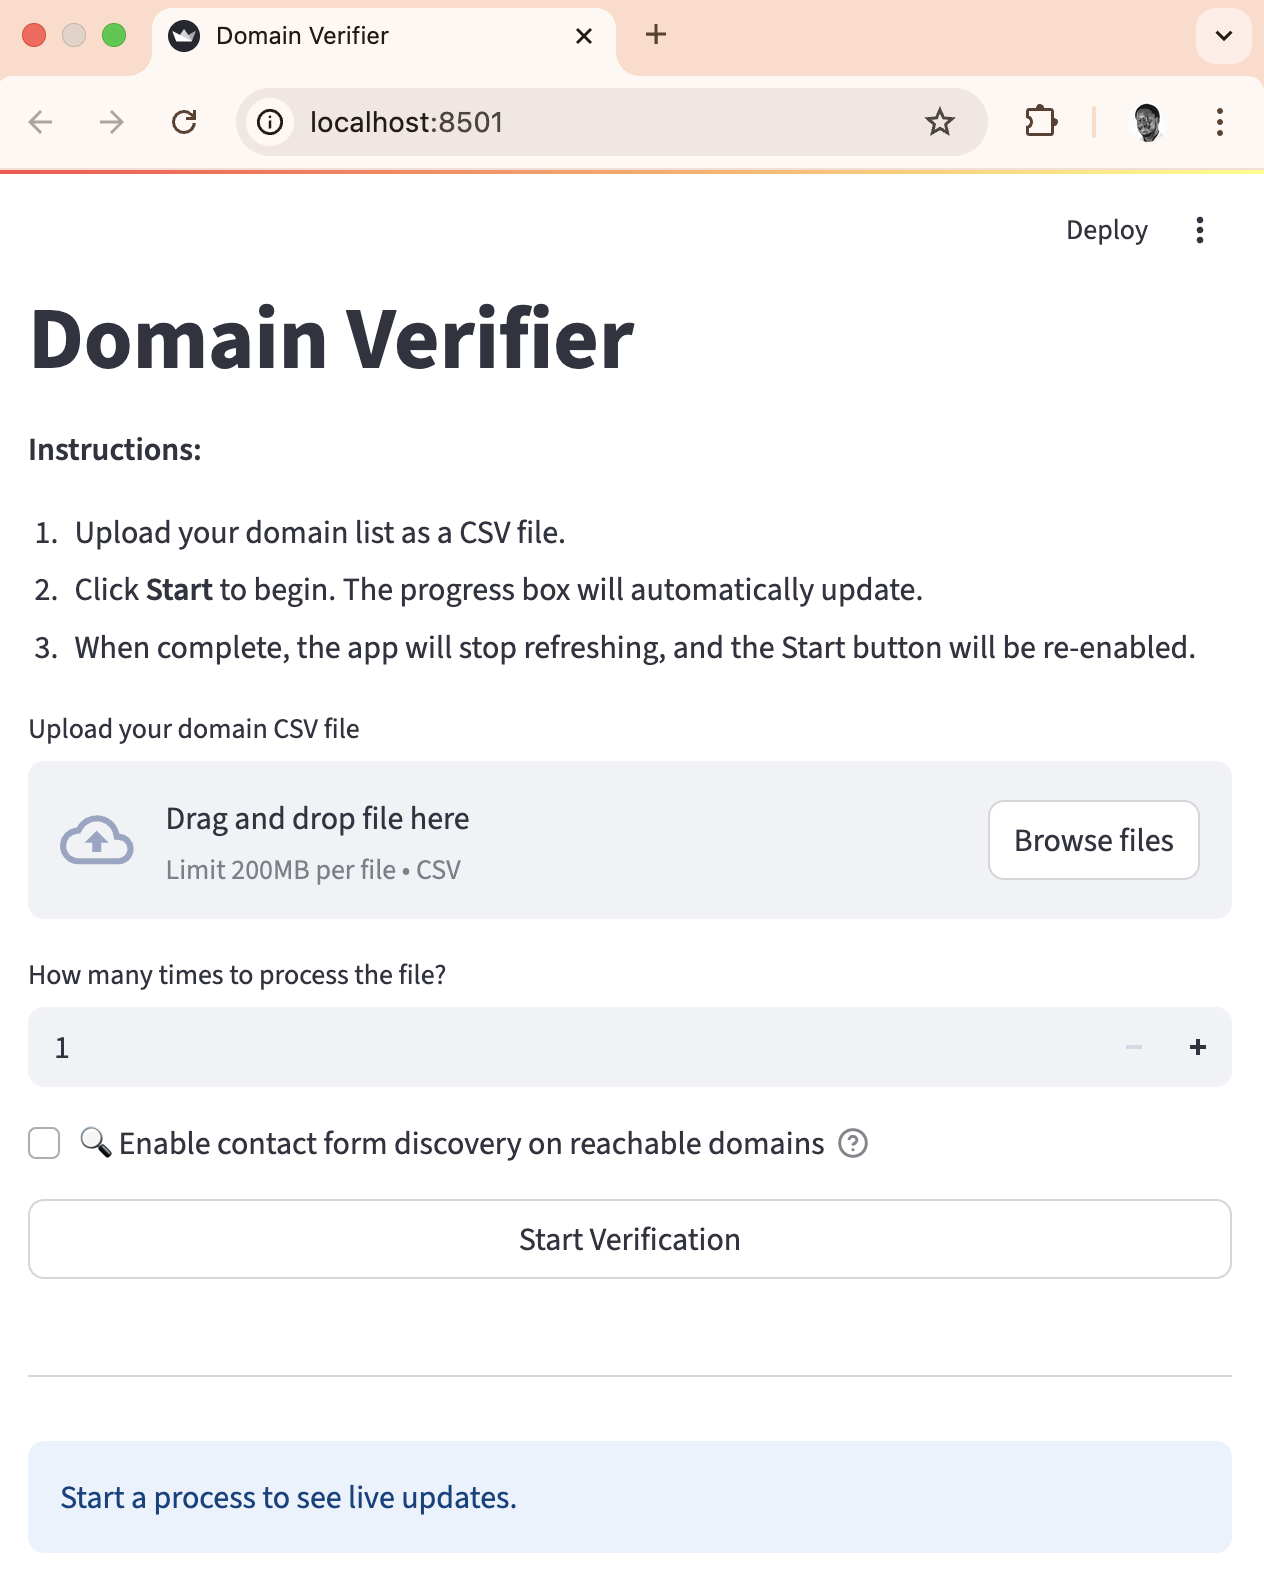 Domain Verifier
localhost:8501
Deploy
Domain Verifier
Instructions:
1. Upload your domain list as a CSV file.
2. Click Start to begin. The progress box will automatically update.
3. When complete, the app will stop refreshing, and the Start button will be re-enabled.
Upload your domain CSV file
Drag and drop file here
Limit 200MB per file • CSV
Browse files
How many times to process the file?
1
🔍 Enable contact form discovery on reachable domains
Start Verification
Start a process to see live updates.